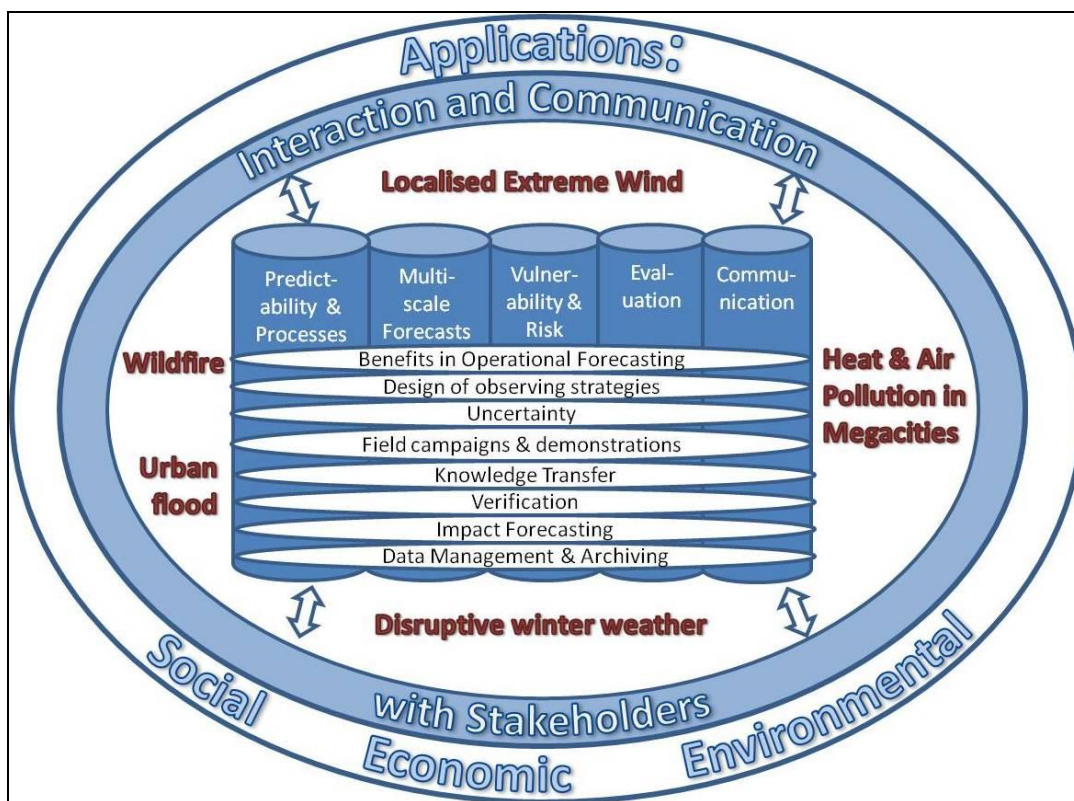 Applications:
Interaction and Communication
Localised Extreme Wind
Predict-
ability &
Processes
Multi-
scale
Forecasts
Vulner-
ability &
Risk
Eval-
uation
Commu-
nication
Wildfire
Urban
flood
Benefits in Operational Forecasting
Design of observing strategies
Uncertainty
Field campaigns & demonstrations
Knowledge Transfer
Verification
Impact Forecasting
Data Management & Archiving
Heat & Air
Pollution in
Megacities
Disruptive winter weather
with Stakeholders
Social
Economic
Environmental